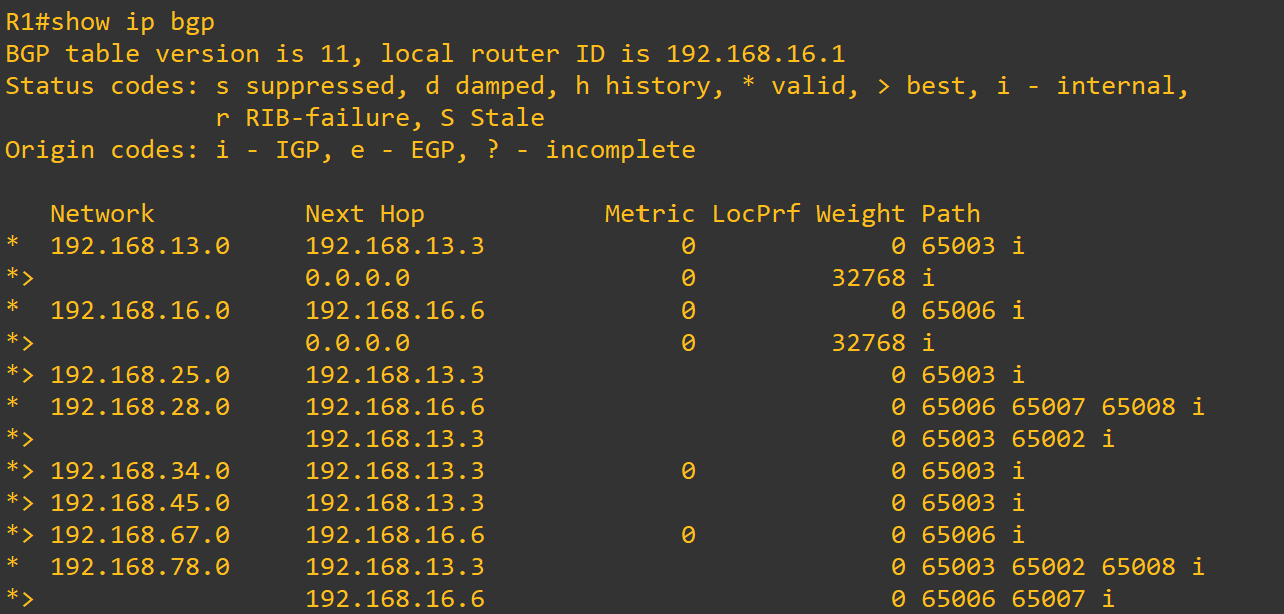 R1#show ip bgp
BGP table version is 11, local router ID is 192.168.16.1
Status codes: s suppressed, d damped, h history, * valid, > best, i - internal,
              r RIB-failure, S Stale
Origin codes: i - IGP, e - EGP, ? - incomplete

   Network          Next Hop            Metric LocPrf Weight Path
*  192.168.13.0     192.168.13.3             0             0 65003 i
*>                  0.0.0.0                  0         32768 i
*  192.168.16.0     192.168.16.6             0             0 65006 i
*>                  0.0.0.0                  0         32768 i
*> 192.168.25.0     192.168.13.3                           0 65003 i
*  192.168.28.0     192.168.16.6                           0 65006 65007 65008 i
*>                  192.168.13.3                           0 65003 65002 i
*> 192.168.34.0     192.168.13.3             0             0 65003 i
*> 192.168.45.0     192.168.13.3                           0 65003 i
*> 192.168.67.0     192.168.16.6             0             0 65006 i
*  192.168.78.0     192.168.13.3                           0 65003 65002 65008 i
*>                  192.168.16.6                           0 65006 65007 i